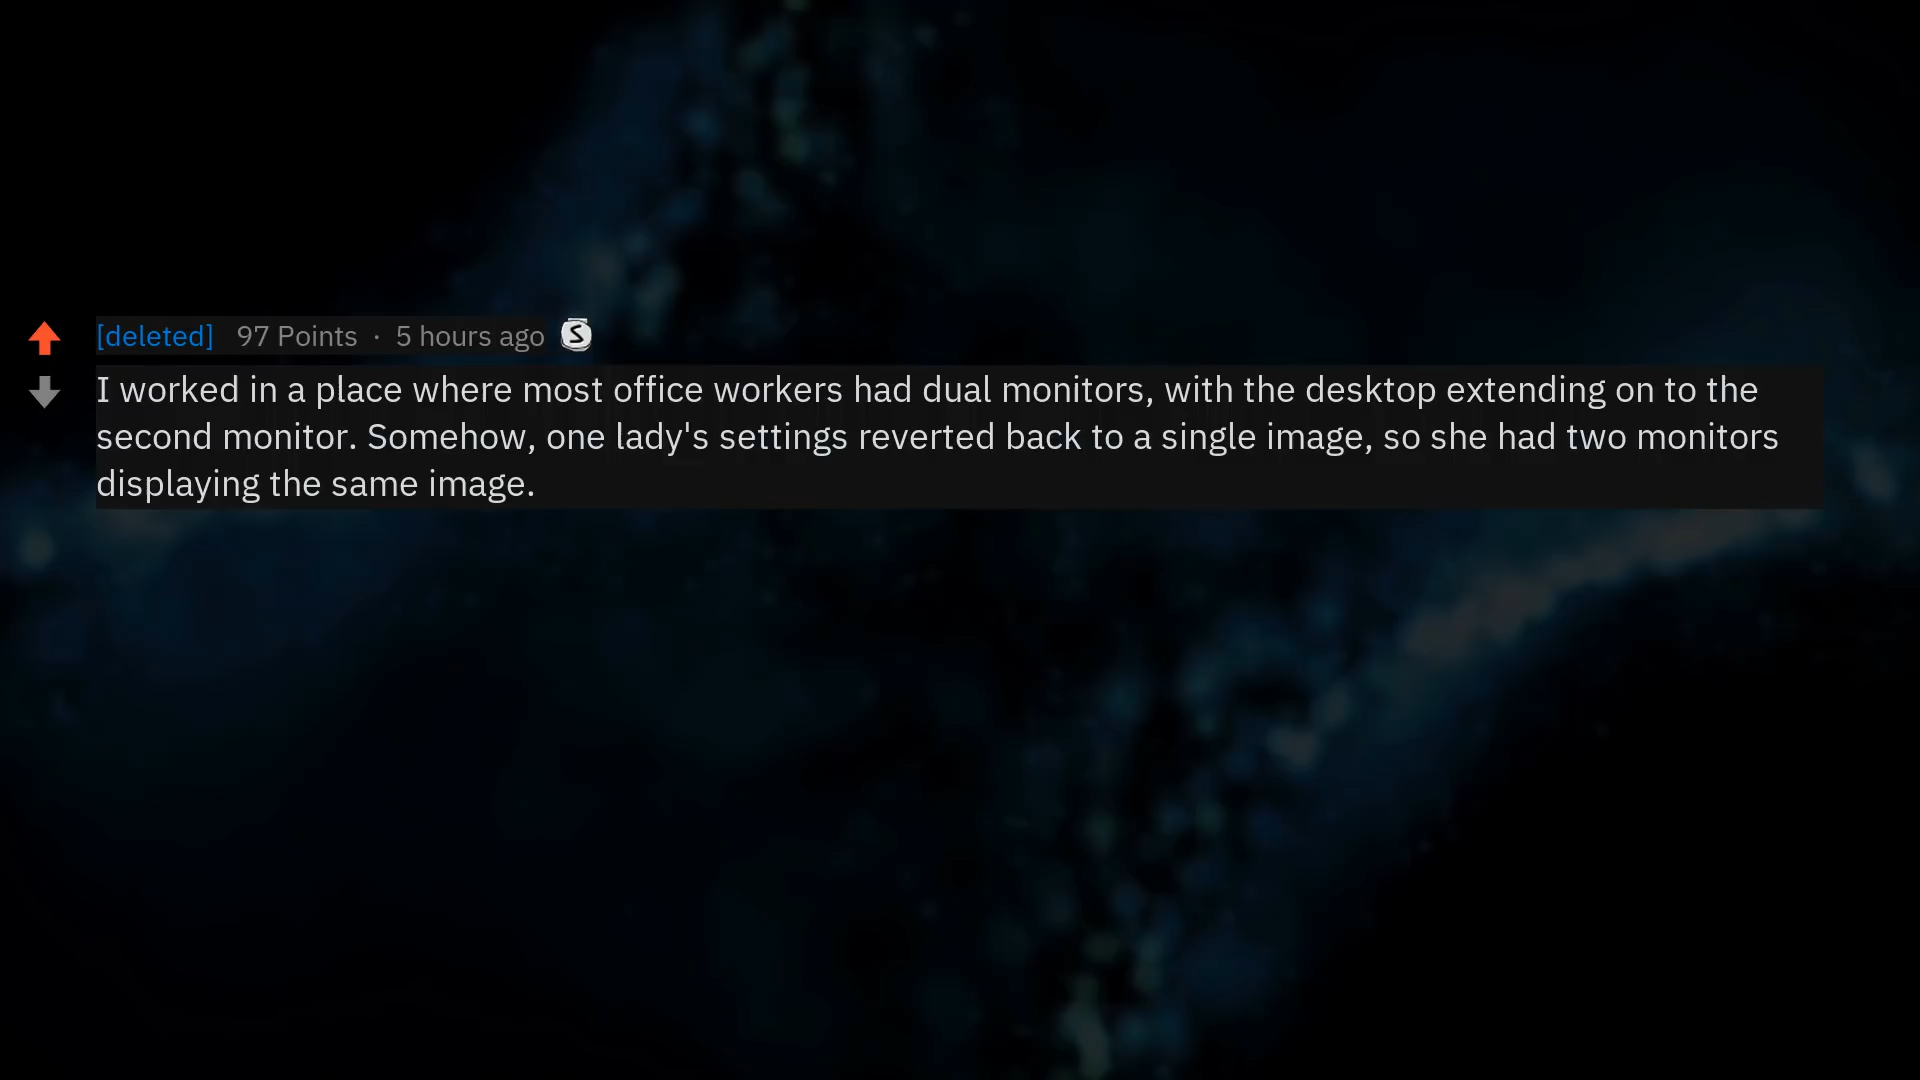 [deleted] 97 Points · 5 hours ago S
I worked in a place where most office workers had dual monitors, with the desktop extending on to the
second monitor. Somehow, one lady's settings reverted back to a single image, so she had two monitors
displaying the same image.